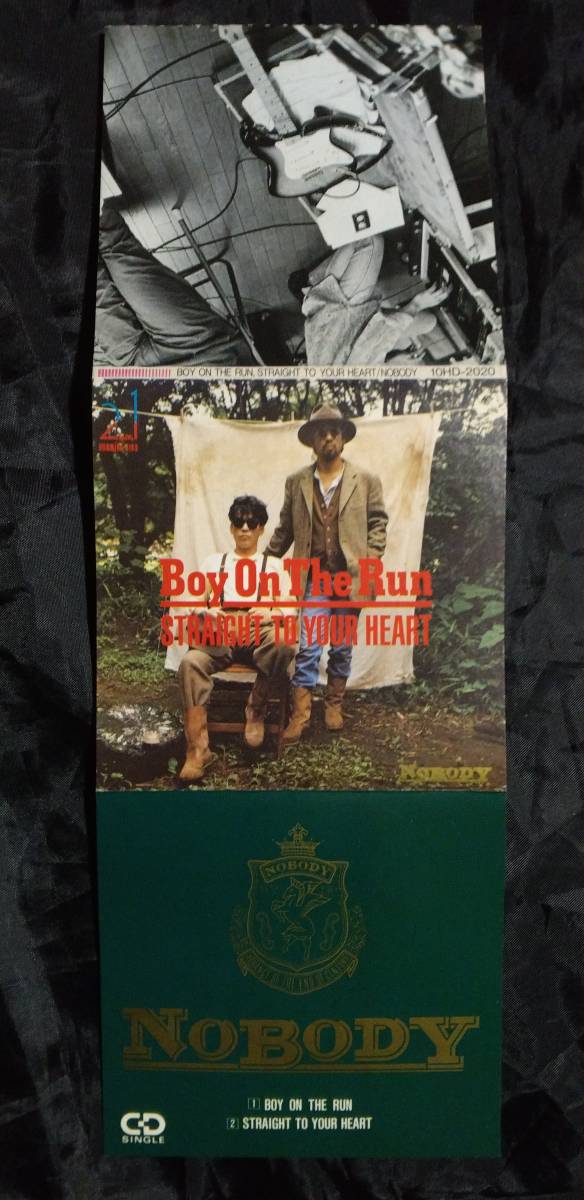 BOY ON THE RUN, STRAIGHT TO YOUR HEART/NOBODY 10HD-2020
21
Boy On The Run
STRAIGHT TO YOUR HEART
NOBODY
NOBODY
NOBODY
1 BOY ON THE RUN
2 STRAIGHT TO YOUR HEART
CD
SINGLE